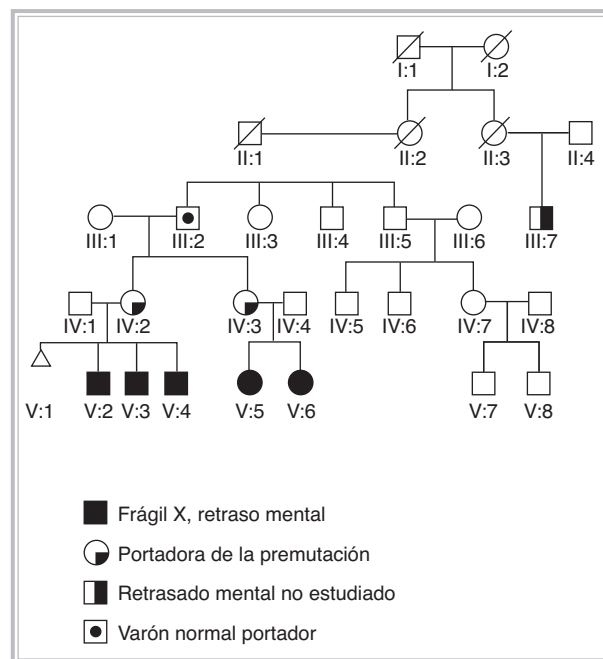 I:1 I:2
II:1 II:2 II:3 II:4
III:1 III:2 III:3 III:4 III:5 III:6 III:7
IV:1 IV:2 IV:3 IV:4 IV:5 IV:6 IV:7 IV:8
V:1 V:2 V:3 V:4 V:5 V:6 V:7 V:8
Frágil X, retraso mental
Portadora de la premutación
Retrasado mental no estudiado
Varón normal portador